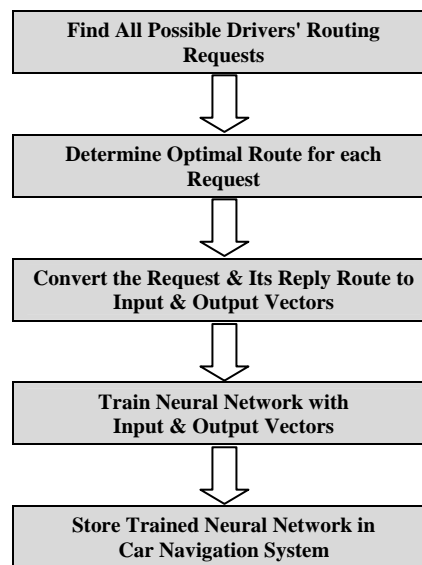 Find All Possible Drivers' Routing
Requests
Determine Optimal Route for each
Request
Convert the Request & Its Reply Route to
Input & Output Vectors
Train Neural Network with
Input & Output Vectors
Store Trained Neural Network in
Car Navigation System